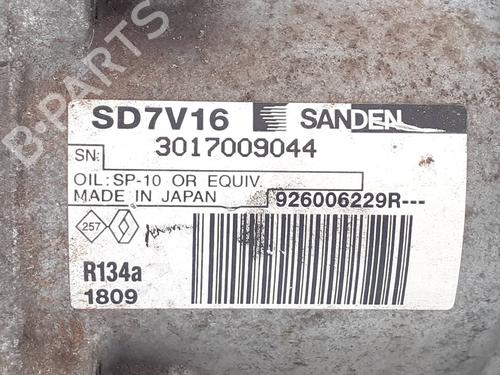 B-PARTS
SD7V16 SANDEN
SN: 3017009044
OIL: SP-10 OR EQUIV.
MADE IN JAPAN 926006229R---
257
R134a
1809